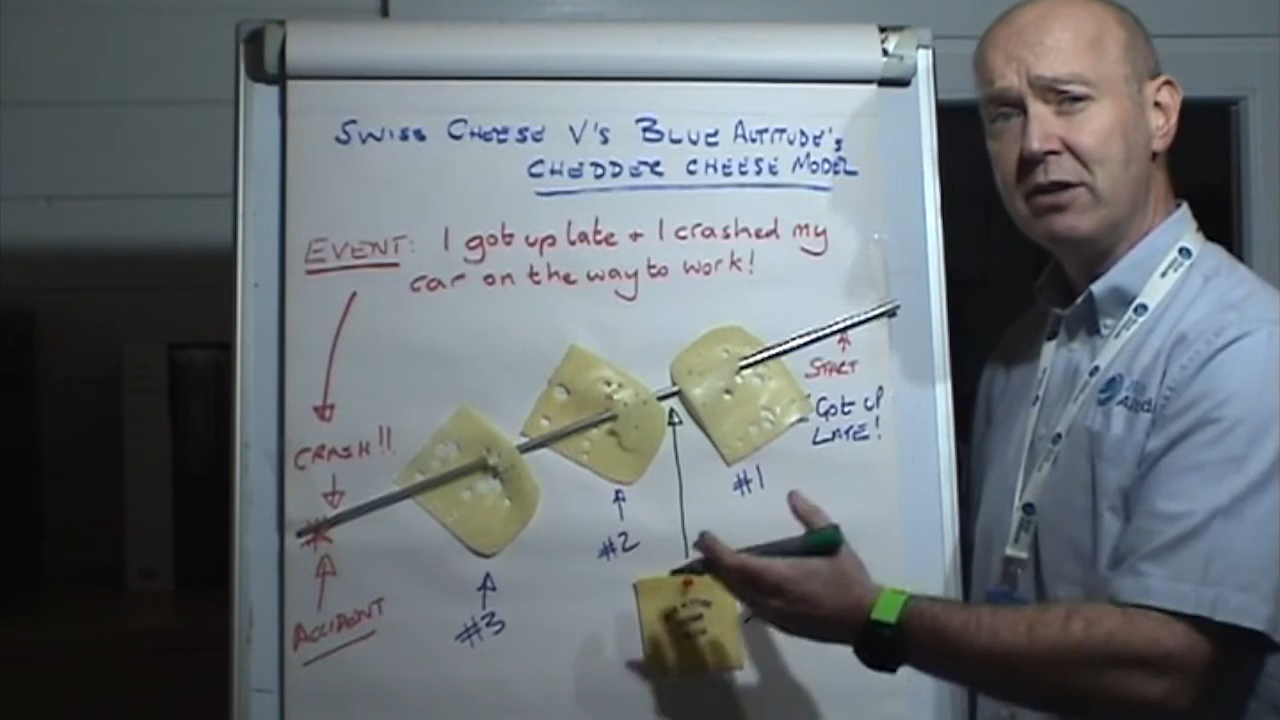 SWISS CHEESE V'S BLUE ALTITUDE'S
CHEDDER CHEESE MODEL
EVENT: I got up late + I crashed my
car on the way to work!
START
GOT UP
LATE!
CRASH!!
#1
#2
#3
ACCIDENT